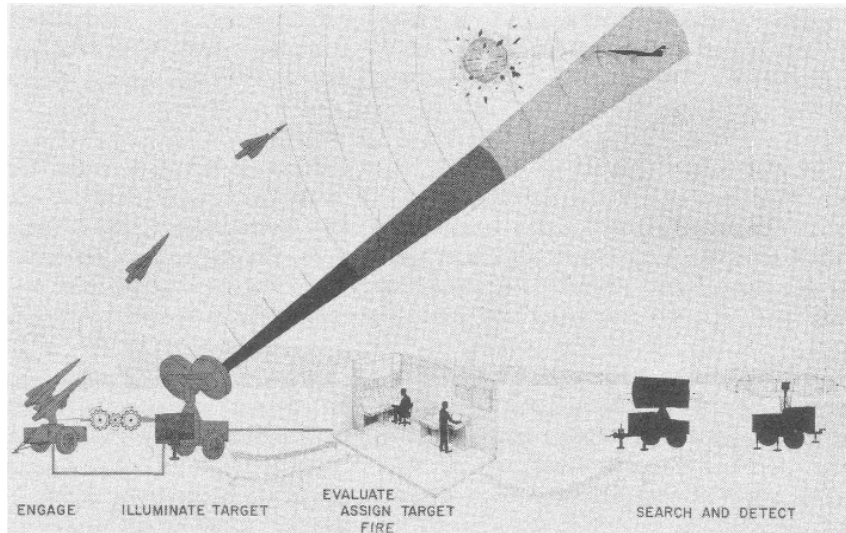 ENGAGE
ILLUMINATE TARGET
EVALUATE
ASSIGN TARGET
FIRE
SEARCH AND DETECT